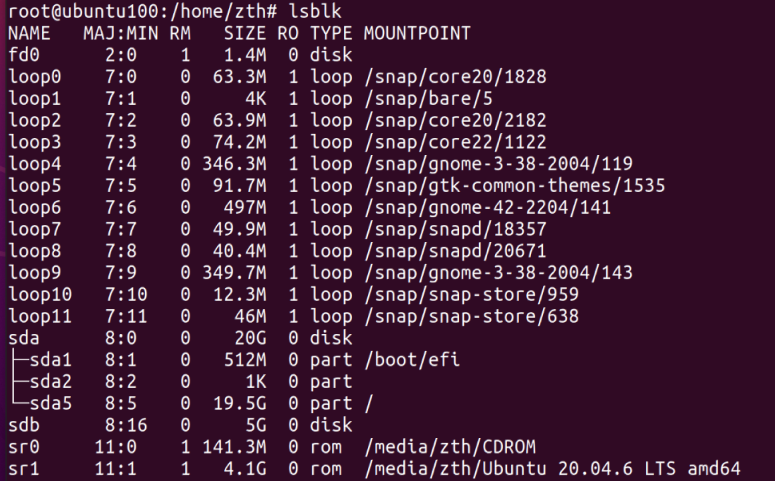 root@ubuntu100:/home/zth# lsblk
NAME   MAJ:MIN RM   SIZE RO TYPE MOUNTPOINT
fd0      2:0    1   1.4M  0 disk
loop0    7:0    0  63.3M  1 loop /snap/core20/1828
loop1    7:1    0     4K  1 loop /snap/bare/5
loop2    7:2    0  63.9M  1 loop /snap/core20/2182
loop3    7:3    0  74.2M  1 loop /snap/core22/1122
loop4    7:4    0 346.3M  1 loop /snap/gnome-3-38-2004/119
loop5    7:5    0  91.7M  1 loop /snap/gtk-common-themes/1535
loop6    7:6    0   497M  1 loop /snap/gnome-42-2204/141
loop7    7:7    0  49.9M  1 loop /snap/snapd/18357
loop8    7:8    0  40.4M  1 loop /snap/snapd/20671
loop9    7:9    0 349.7M  1 loop /snap/gnome-3-38-2004/143
loop10   7:10   0  12.3M  1 loop /snap/snap-store/959
loop11   7:11   0    46M  1 loop /snap/snap-store/638
sda      8:0    0    20G  0 disk
├─sda1   8:1    0   512M  0 part /boot/efi
├─sda2   8:2    0     1K  0 part
└─sda5   8:5    0  19.5G  0 part /
sdb      8:16   0     5G  0 disk
sr0     11:0    1 141.3M  0 rom  /media/zth/CDROM
sr1     11:1    1   4.1G  0 rom  /media/zth/Ubuntu 20.04.6 LTS amd64